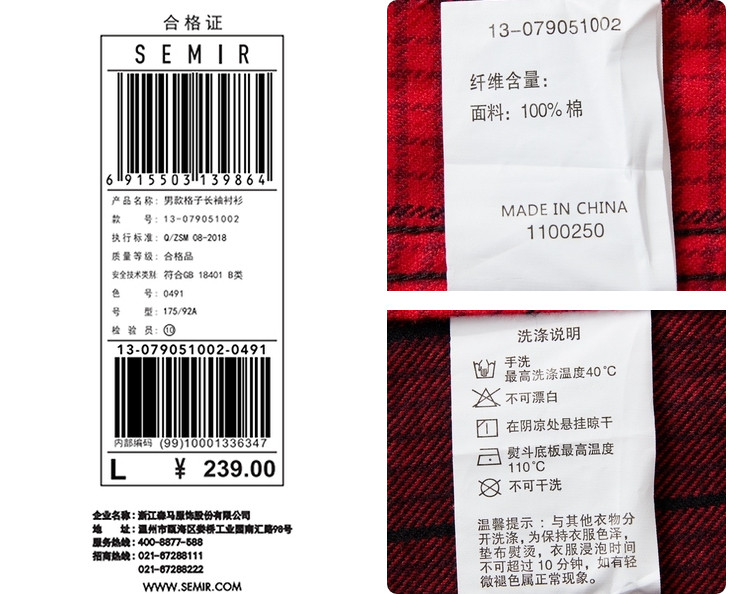 合格证
SEMIR
6 915503 139864
产品名称: 男款格子长袖衬衫
款 号: 13-079051002
执行标准: Q/ZSM 08-2018
质量等级: 合格品
安全技术类别: 符合GB 18401 B类
色 号: 0491
号 型: 175/92A
检 验 员: ⑩
13-079051002-0491
内部编码 (99)10001336347
L ¥ 239.00
企业名称: 浙江森马服饰股份有限公司
地 址: 温州市瓯海区娄桥工业园南汇路98号
服务热线: 400-8877-588
招商热线: 021-67288111
021-67288222
WWW.SEMIR.COM
13-079051002
纤维含量:
面料: 100% 棉
MADE IN CHINA
1100250
洗涤说明
手洗
最高洗涤温度40℃
不可漂白
在阴凉处悬挂晾干
熨斗底板最高温度
110℃
不可干洗
温馨提示: 与其他衣物分
开洗涤, 为保持衣服色泽,
垫布熨烫, 衣服浸泡时间
不可超过10分钟, 如有轻
微褪色属正常现象。